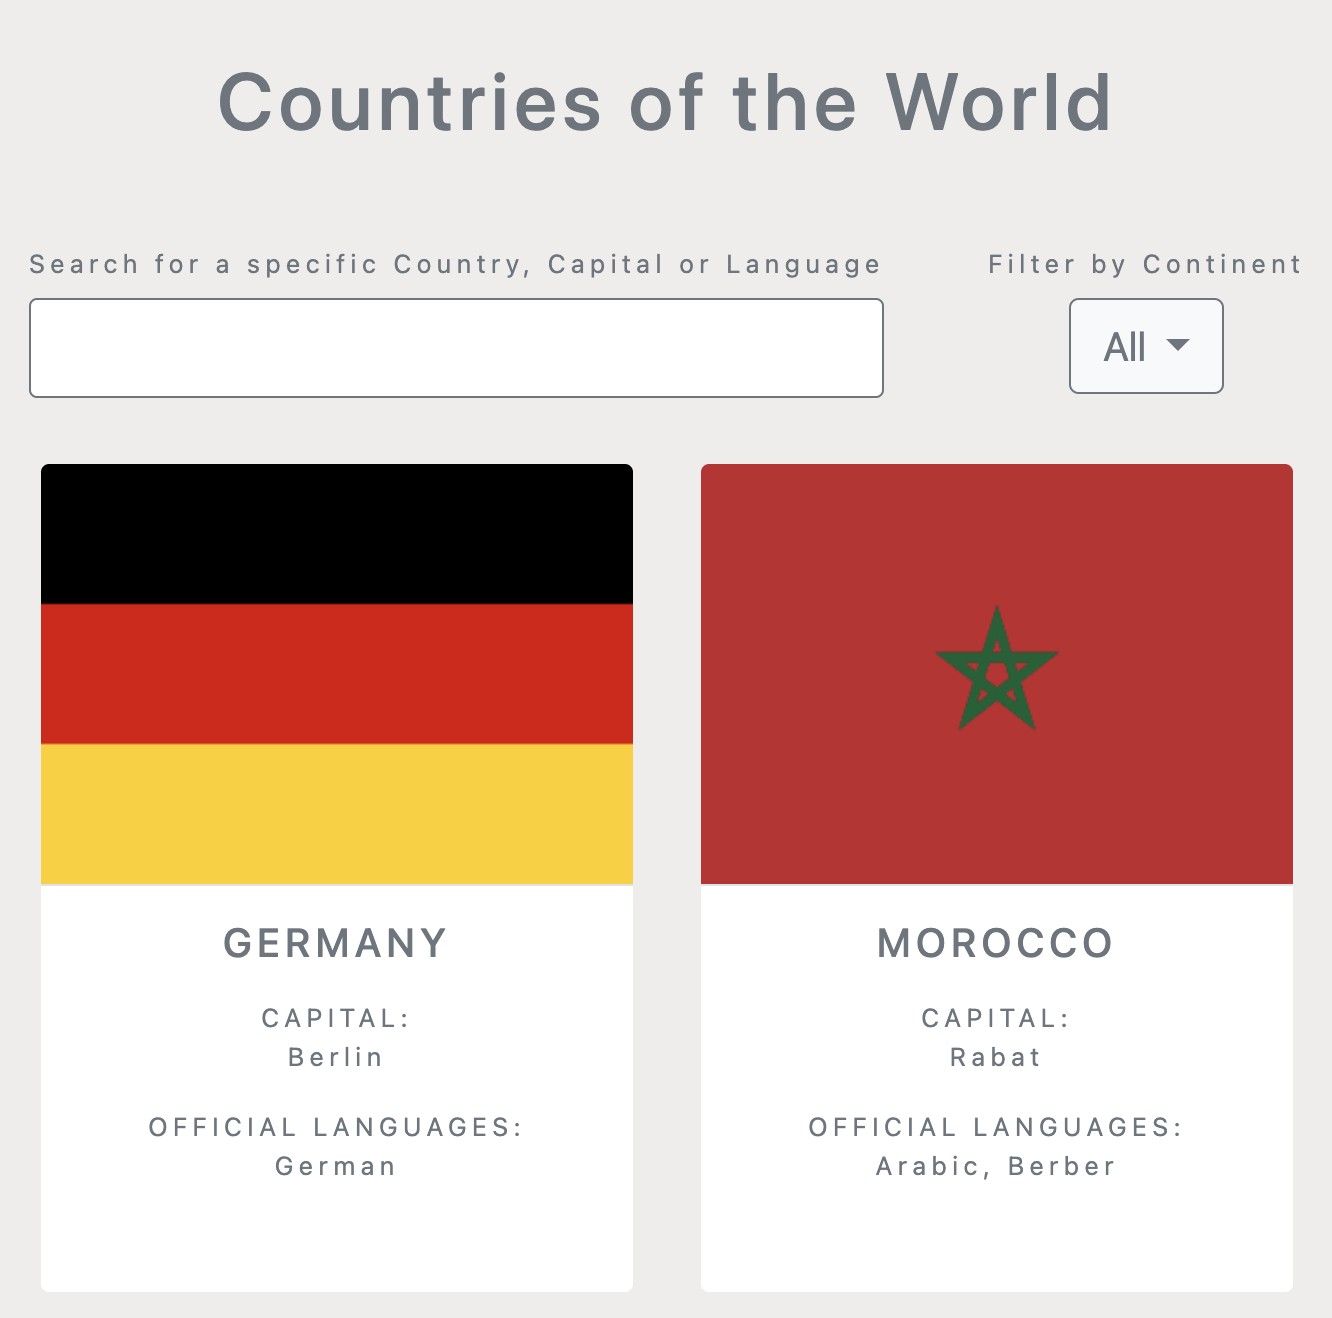 Countries of the World
Search for a specific Country, Capital or Language
Filter by Continent
All
GERMANY
CAPITAL:
Berlin
OFFICIAL LANGUAGES:
German
MOROCCO
CAPITAL:
Rabat
OFFICIAL LANGUAGES:
Arabic, Berber